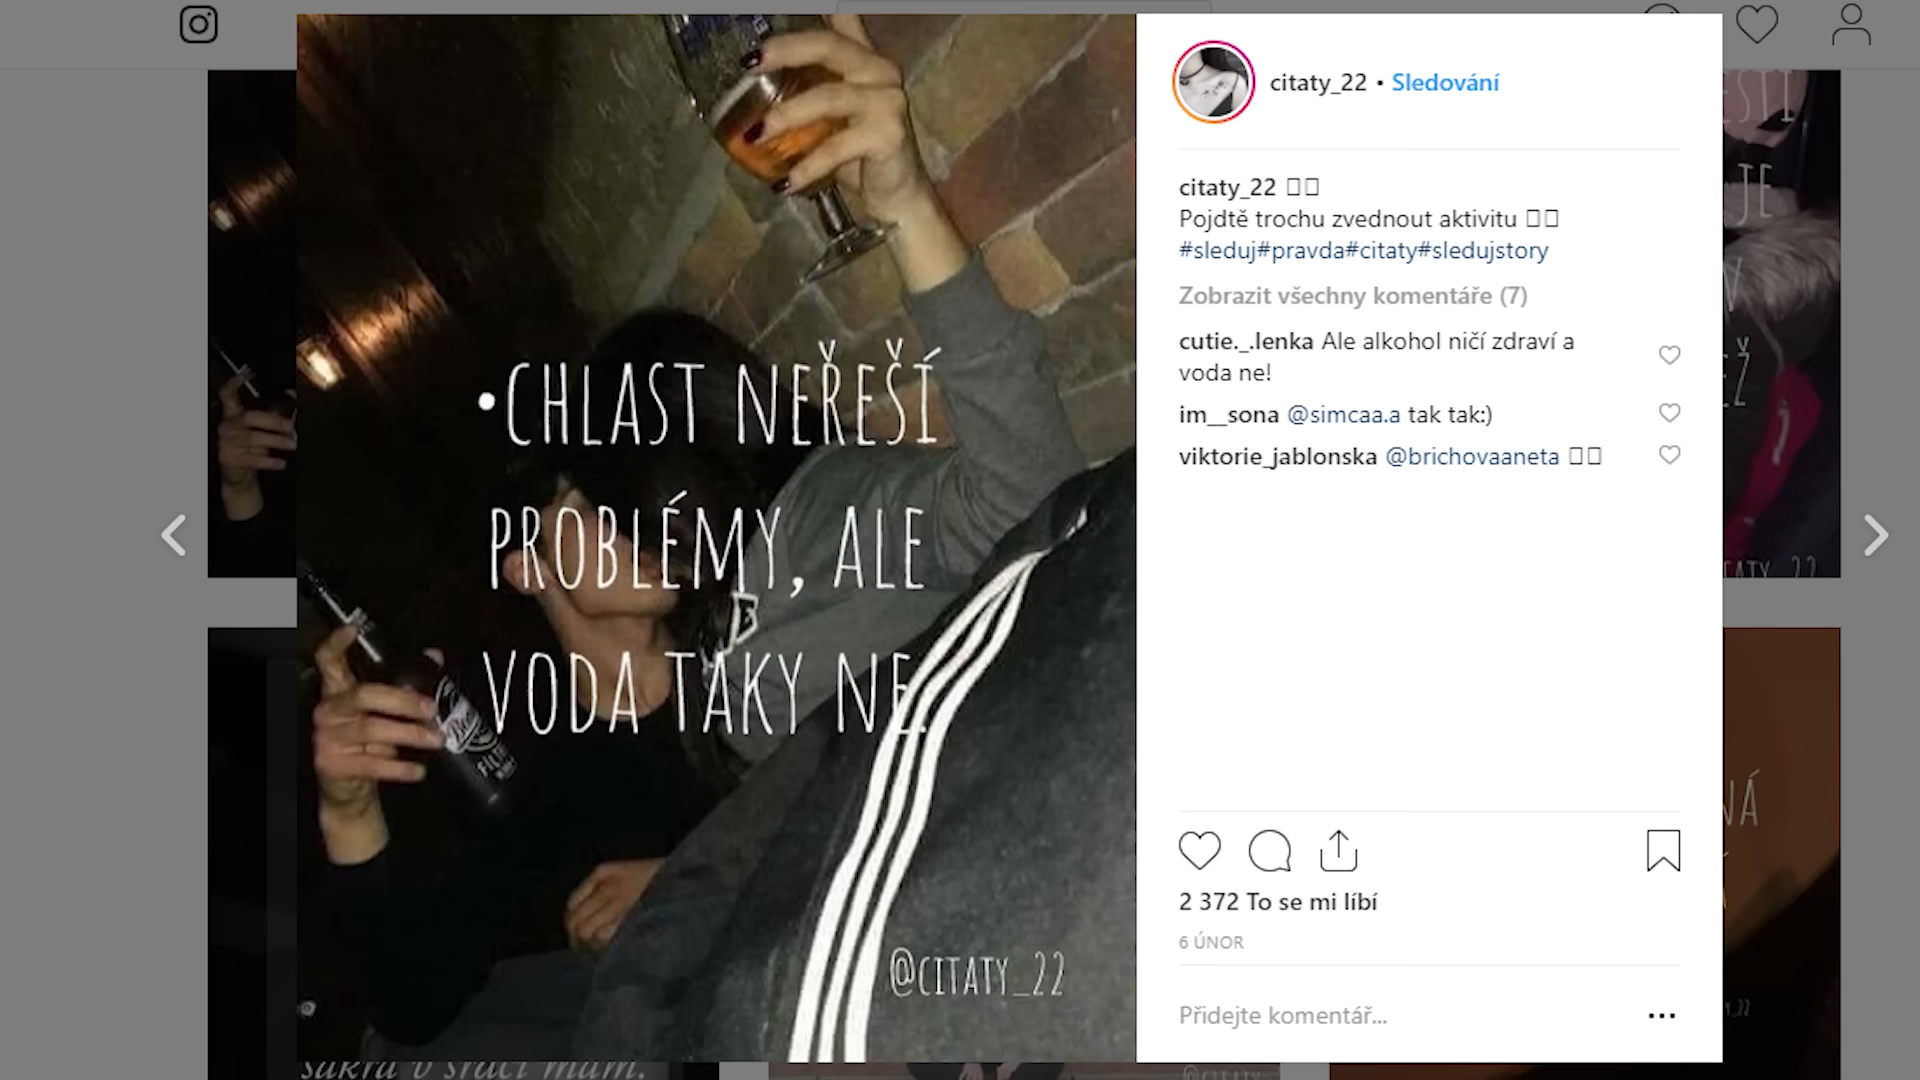 •CHLAST NEŘEŠÍ
PROBLÉMY, ALE
VODA TAKY NE.
@CITATY_22
citaty_22 • Sledování
citaty_22
Pojdtě trochu zvednout aktivitu
#sleduj#pravda#citaty#sledujstory
Zobrazit všechny komentáře (7)
cutie._.lenka Ale alkohol ničí zdraví a
voda ne!
im__sona @simcaa.a tak tak:)
viktorie_jablonska @brichovaaneta
2 372 To se mi líbí
6 ÚNOR
Přidejte komentář...
JE